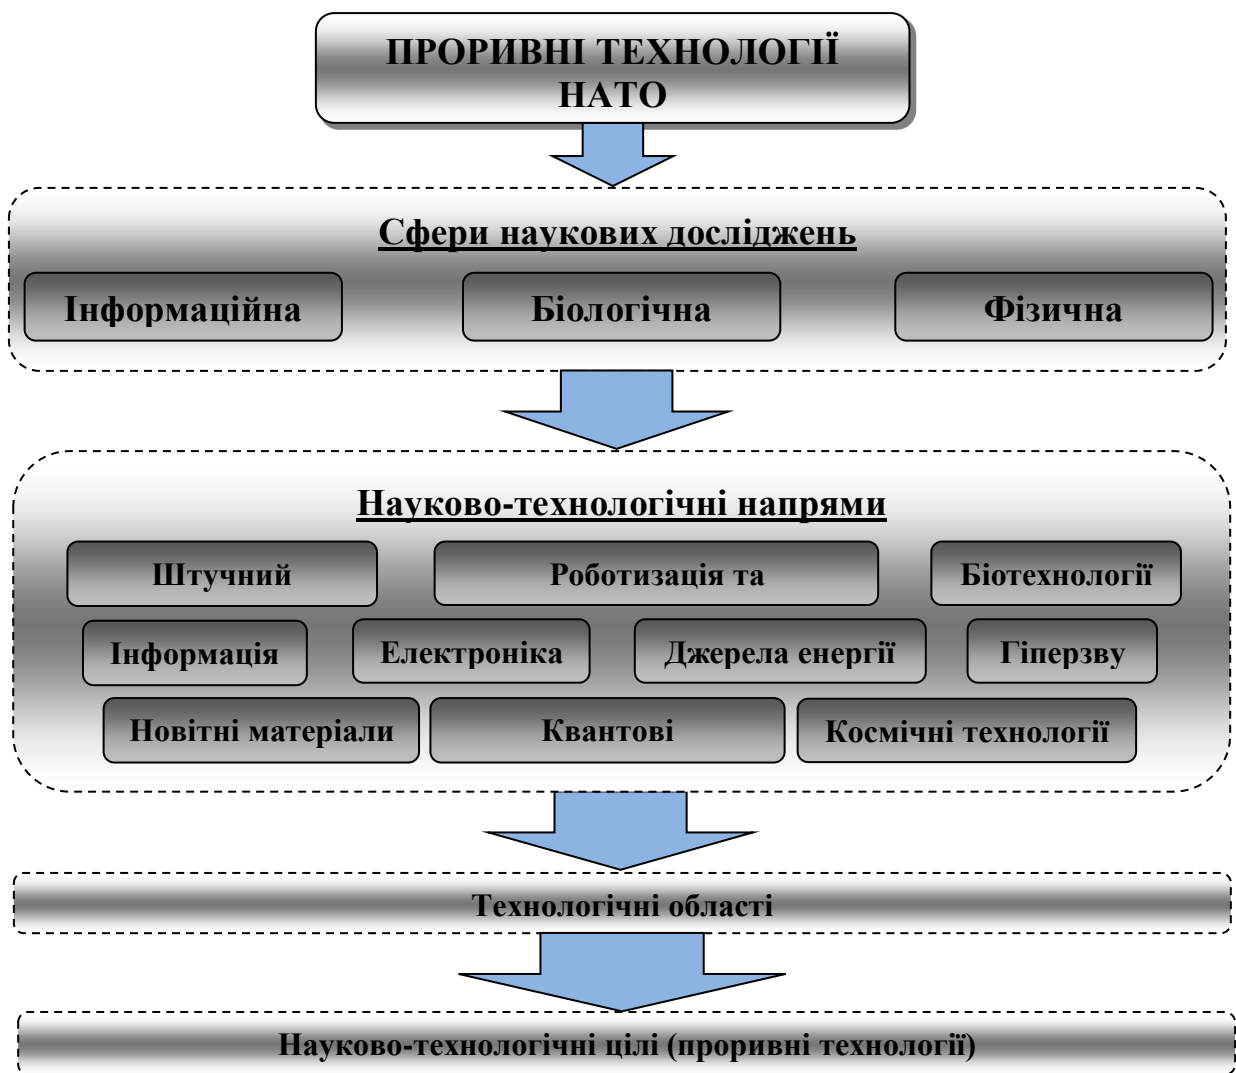 ПРОРИВНІ ТЕХНОЛОГІЇ
НАТО
Сфери наукових досліджень
Інформаційна
Біологічна
Фізична
Науково-технологічні напрями
Штучний
Роботизація та
Біотехнології
Інформація
Електроніка
Джерела енергії
Гіперзву
Новітні матеріали
Квантові
Космічні технології
Технологічні області
Науково-технологічні цілі (проривні технології)